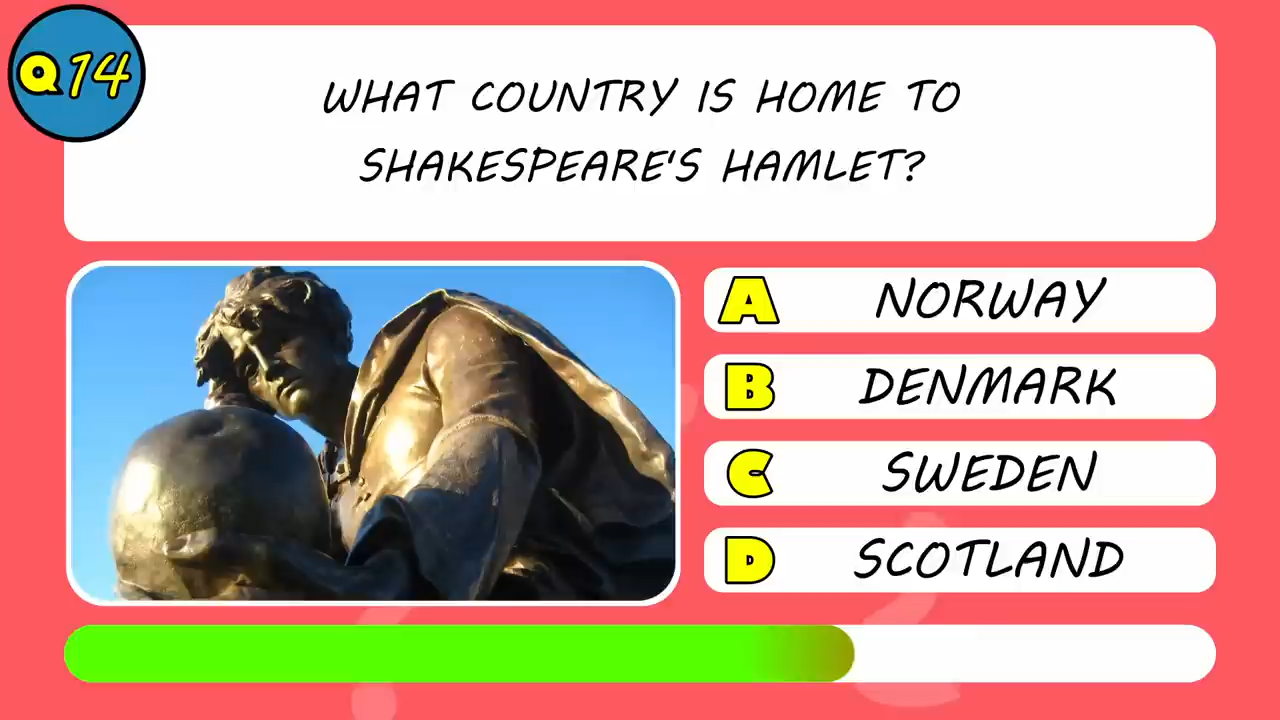 Q14
WHAT COUNTRY IS HOME TO
SHAKESPEARE'S HAMLET?
A NORWAY
B DENMARK
C SWEDEN
D SCOTLAND